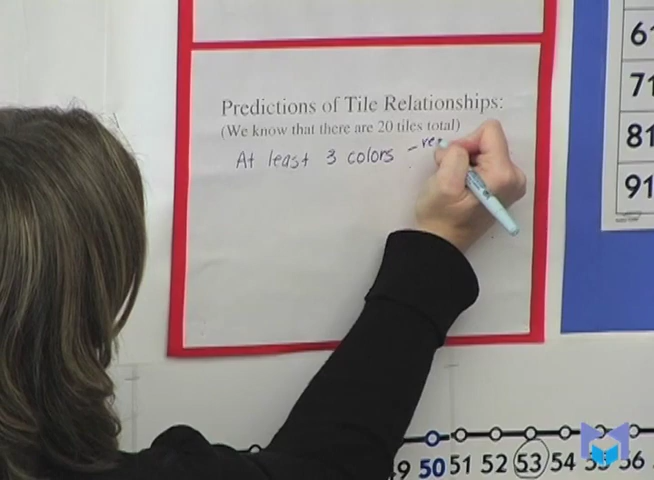 Predictions of Tile Relationships:
(We know that there are 20 tiles total)
At least 3 colors –
61
71
81
91
49 50 51 52 53 54 55 56